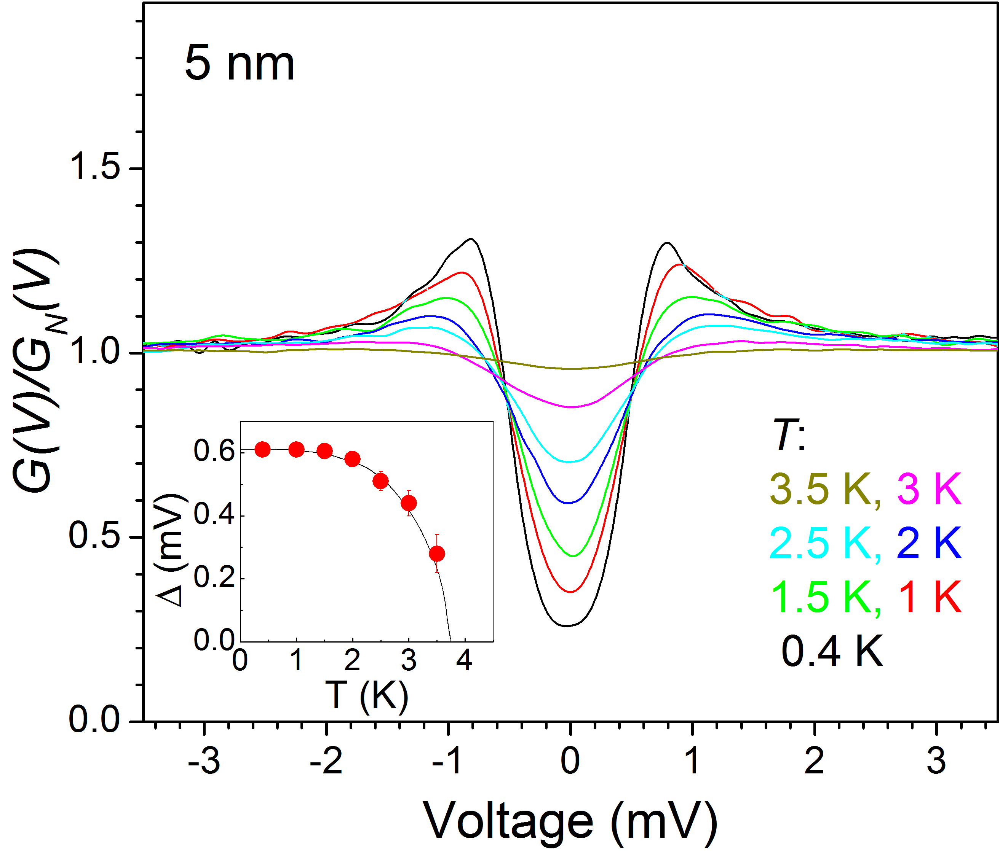 5 nm
1.5
1.0
0.5
0.0
G(V)/G_N(V)
-3 -2 -1 0 1 2 3
Voltage (mV)
T:
3.5 K, 3 K
2.5 K, 2 K
1.5 K, 1 K
0.4 K
0.6
0.4
0.2
0.0
Δ (mV)
0 1 2 3 4
T (K)